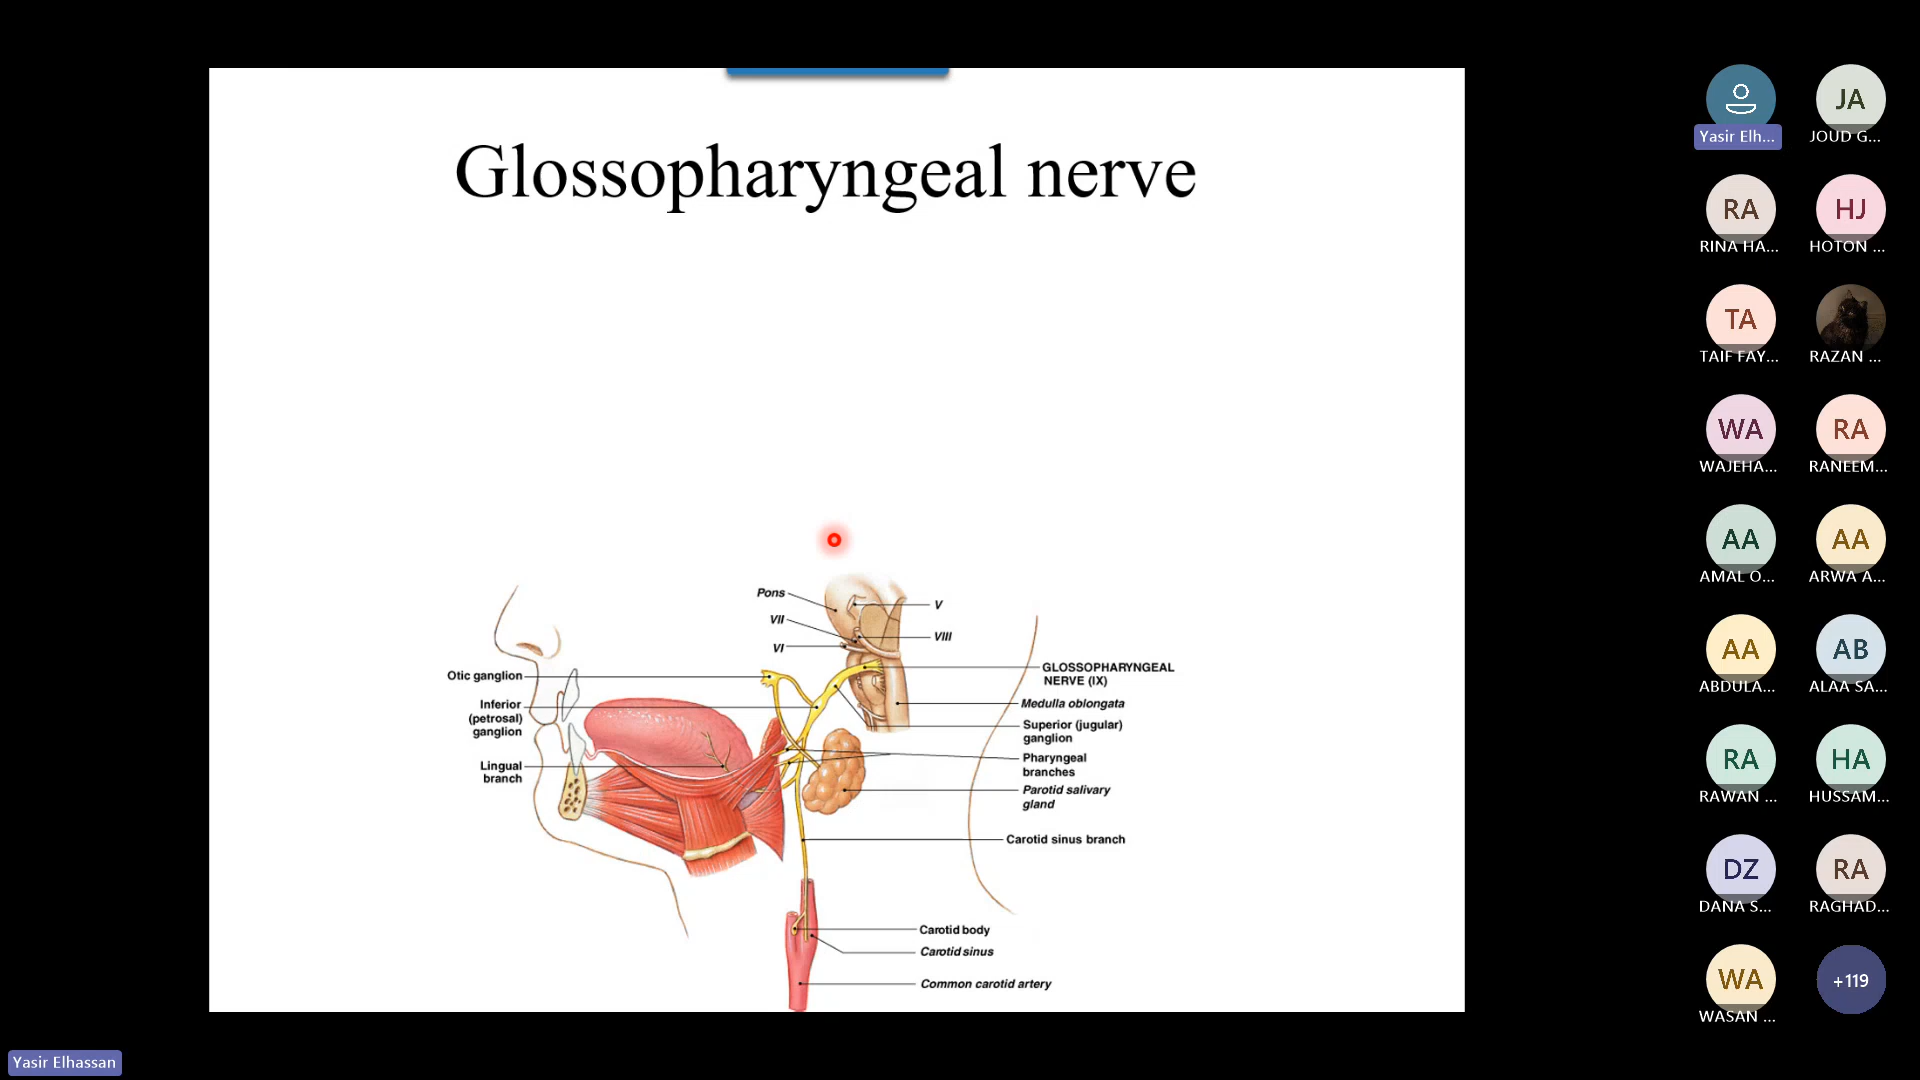 Glossopharyngeal nerve
Pons
VII
VI
V
VIII
Otic ganglion
Inferior
(petrosal)
ganglion
Lingual
branch
GLOSSOPHARYNGEAL
NERVE (IX)
Medulla oblongata
Superior (jugular)
ganglion
Pharyngeal
branches
Parotid salivary
gland
Carotid sinus branch
Carotid body
Carotid sinus
Common carotid artery
Yasir Elh...
JA
JOUD G...
RA
RINA HA...
HJ
HOTON ...
TA
TAIF FAY...
RAZAN ...
WA
WAJEHA...
RA
RANEEM...
AA
AMAL O...
AA
ARWA A...
AA
ABDULA...
AB
ALAA SA...
RA
RAWAN ...
HA
HUSSAM...
DZ
DANA S...
RA
RAGHAD...
WA
WASAN ...
+119
Yasir Elhassan